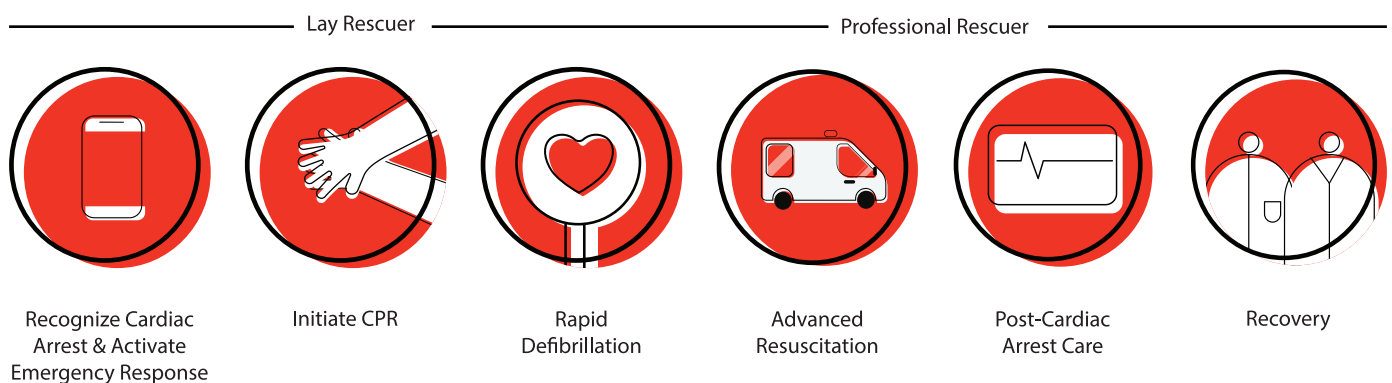 Lay Rescuer
Professional Rescuer
Recognize Cardiac
Arrest & Activate
Emergency Response
Initiate CPR
Rapid
Defibrillation
Advanced
Resuscitation
Post-Cardiac
Arrest Care
Recovery